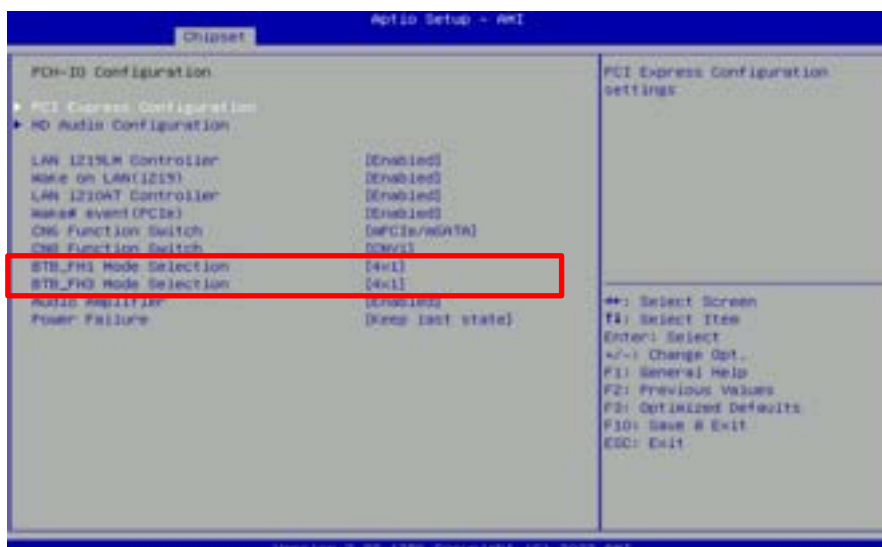 Aptio Setup - AMI
Chipset
PCH-IO Configuration
PCI Express Configuration
HD Audio Configuration
LAN i219LM Controller [Enabled]
Wake on LAN(i219) [Enabled]
LAN i210AT Controller [Enabled]
Wake# event(PCIe) [Enabled]
CN6 Function Switch [mPCIe/mSATA]
CN8 Function Switch [CNVi]
BTB_FH1 Mode Selection [4x1]
BTB_FH3 Mode Selection [4x1]
Audio Amplifier [Enabled]
Power Failure [Keep last state]
PCI Express Configuration
settings
: Select Screen
↑↓: Select Item
Enter: Select
+/-: Change Opt.
F1: General Help
F2: Previous Values
F3: Optimized Defaults
F10: Save & Exit
ESC: Exit